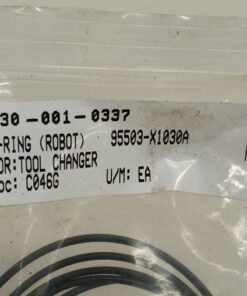 30-001-0337
-RING (ROBOT) 95503-X1030A
OR:TOOL CHANGER
oc: C046G U/M: EA